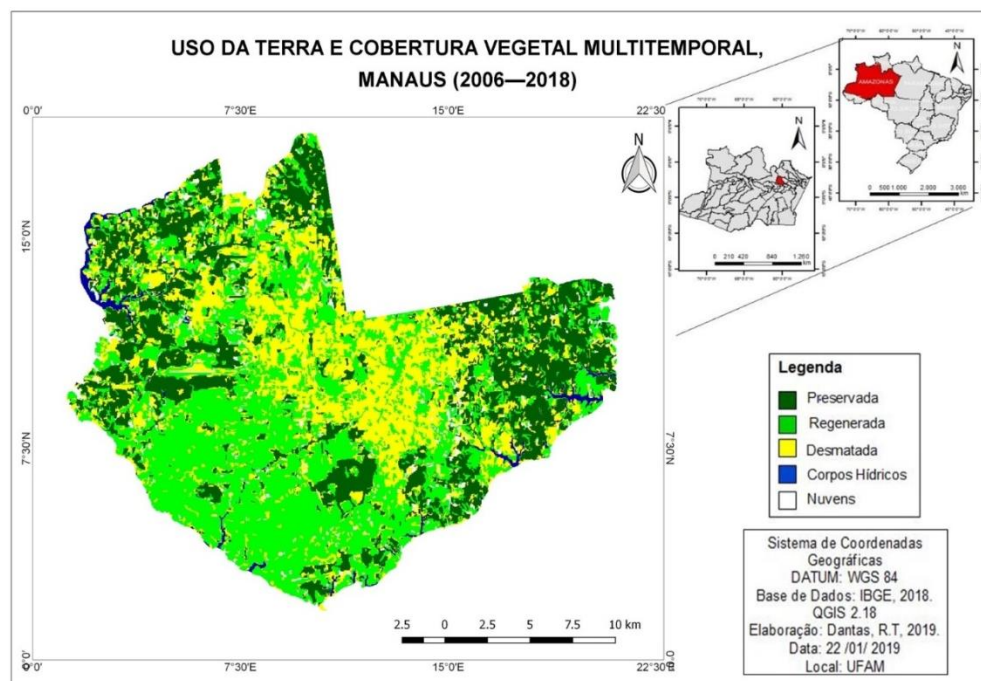 USO DA TERRA E COBERTURA VEGETAL MULTITEMPORAL,
MANAUS (2006—2018)
0°0' 7°30' 15°0' 22°30'
15°0'N
7°30'N
7°30'N
0°0' 7°30' 15°0' 22°30'
0°0'
N
2.5 0 2.5 5 7.5 10 km
N
N
AMAZONAS
0 500 1.000 2.000 3.000
km
0 210 420 840 1.260
km
Legenda
Preservada
Regenerada
Desmatada
Corpos Hídricos
Nuvens
Sistema de Coordenadas
Geográficas
DATUM: WGS 84
Base de Dados: IBGE, 2018.
QGIS 2.18
Elaboração: Dantas, R.T, 2019.
Data: 22 /01/ 2019
Local: UFAM